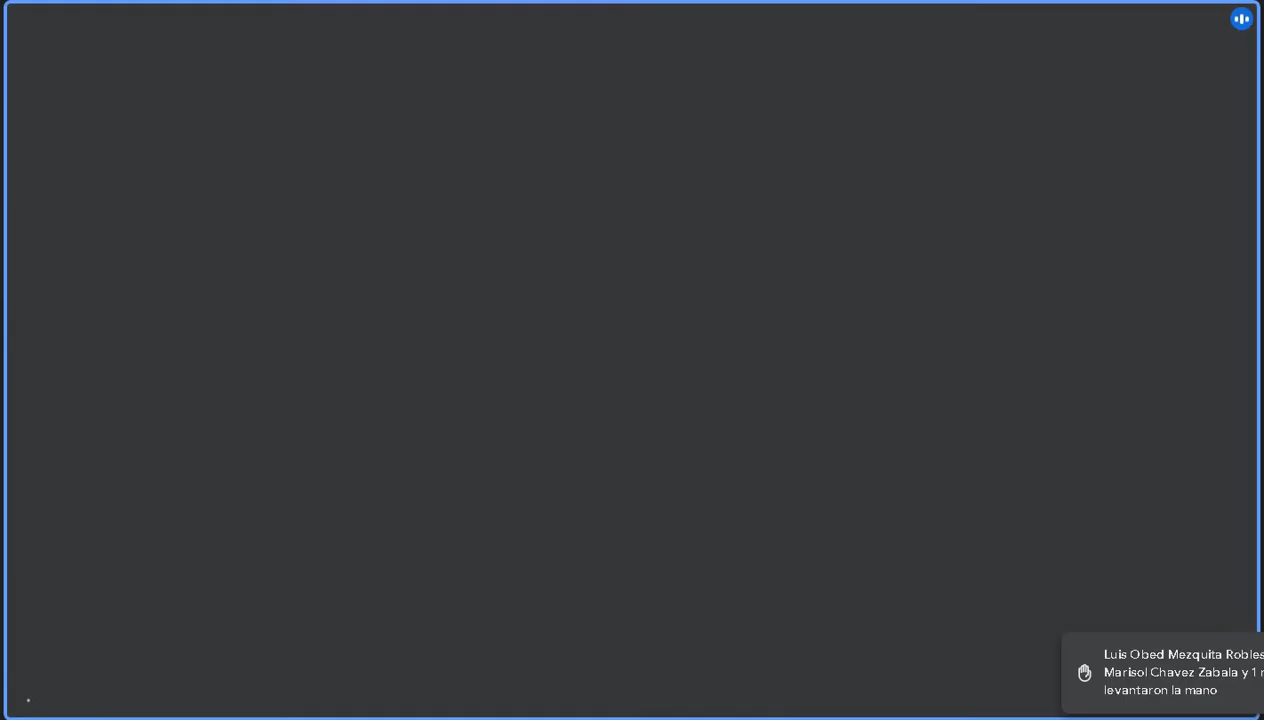 Luis Obed Mezquita Robles
Marisol Chavez Zabala y 1
levantaron la mano